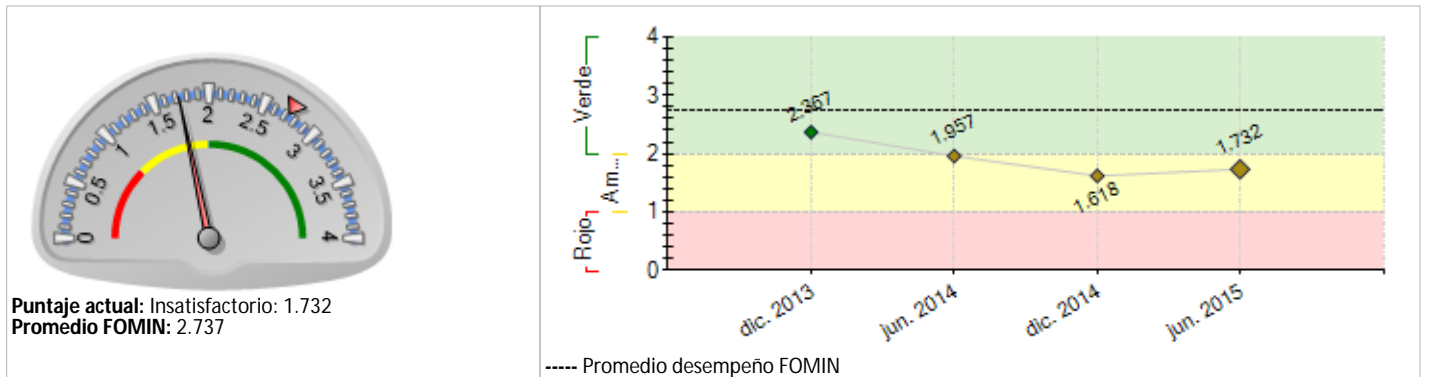 0
0.5
1
1.5
2
2.5
3
3.5
4
Puntaje actual: Insatisfactorio: 1.732
Promedio FOMIN: 2.737
4
3
2
1
0
Verde
Am...
Rojo
2.367
1.957
1.618
1.732
dic. 2013
jun. 2014
dic. 2014
jun. 2015
----- Promedio desempeño FOMIN